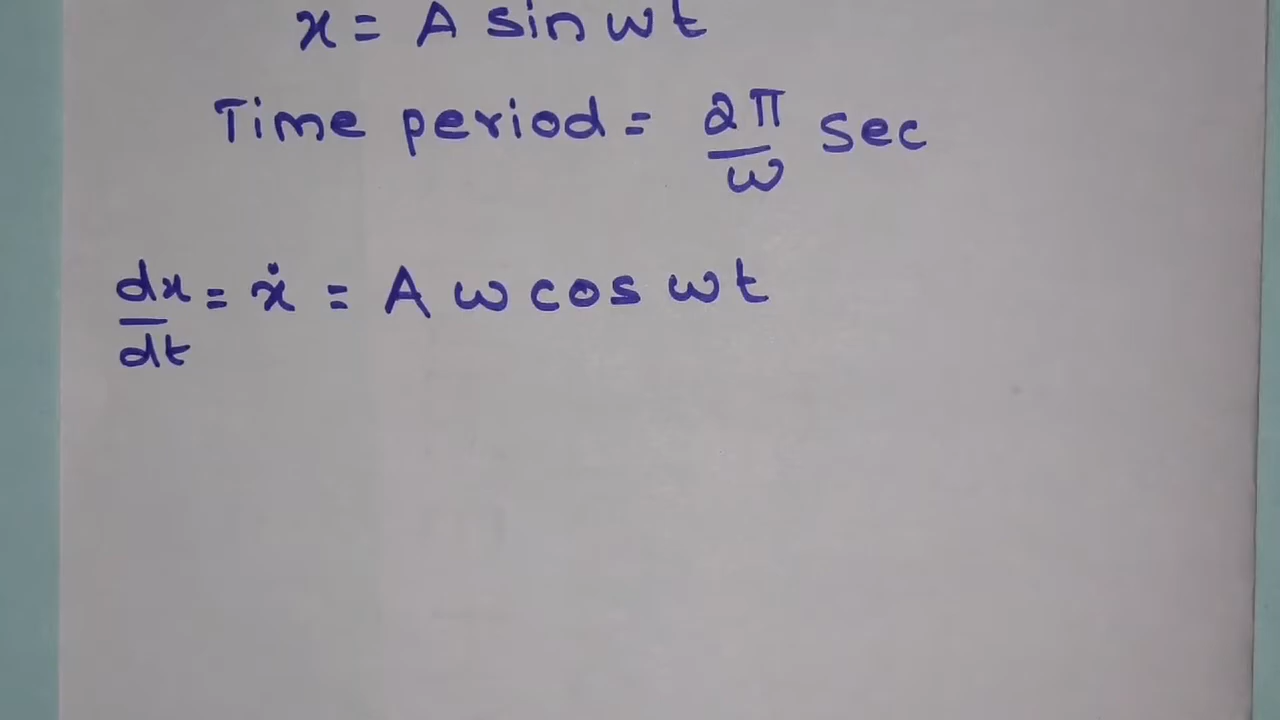 x = A sin ωt
Time period = 2π/ω sec
dx/dt = ẋ = A ω cos ωt